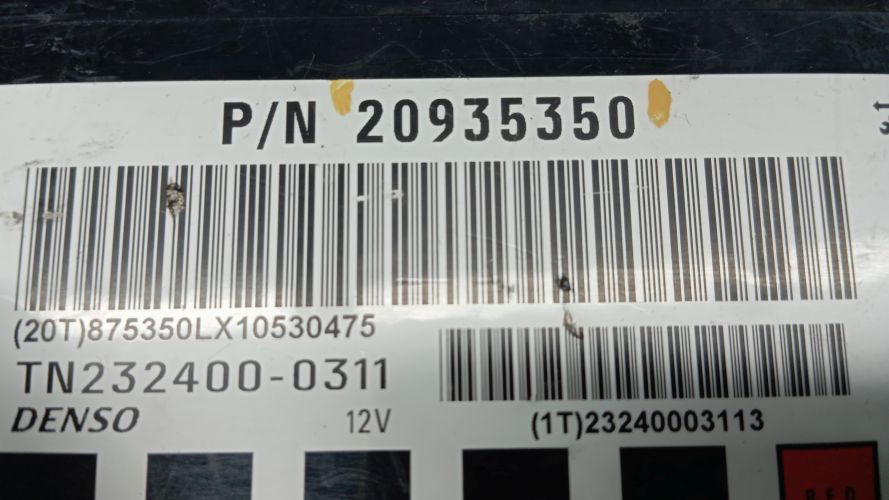 P/N 20935350
(20T)875350LX10530475
TN232400-0311
DENSO 12V
(1T)23240003113